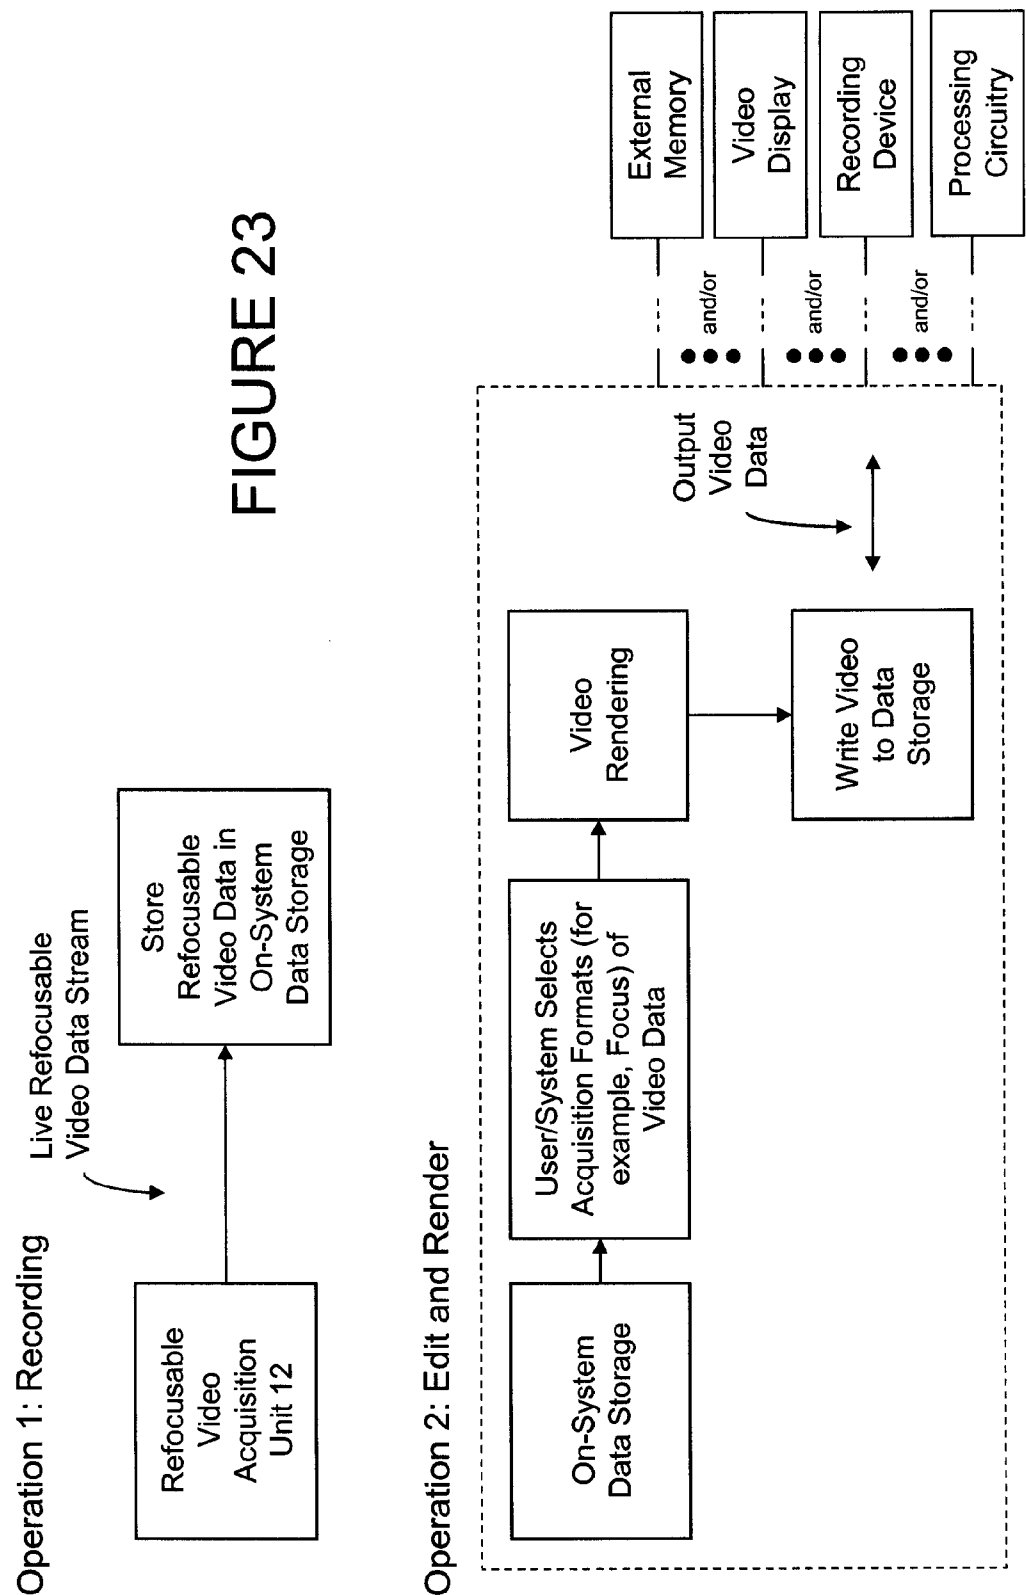 FIGURE 23
Operation 1: Recording
Refocusable
Video
Acquisition
Unit 12
Live Refocusable
Video Data Stream
Store
Refocusable
Video Data in
On-System
Data Storage
Operation 2: Edit and Render
On-System
Data Storage
User/System Selects
Acquisition Formats (for
example, Focus) of
Video Data
Video
Rendering
Write Video
to Data
Storage
Output
Video
Data
and/or
and/or
and/or
External
Memory
Video
Display
Recording
Device
Processing
Circuitry